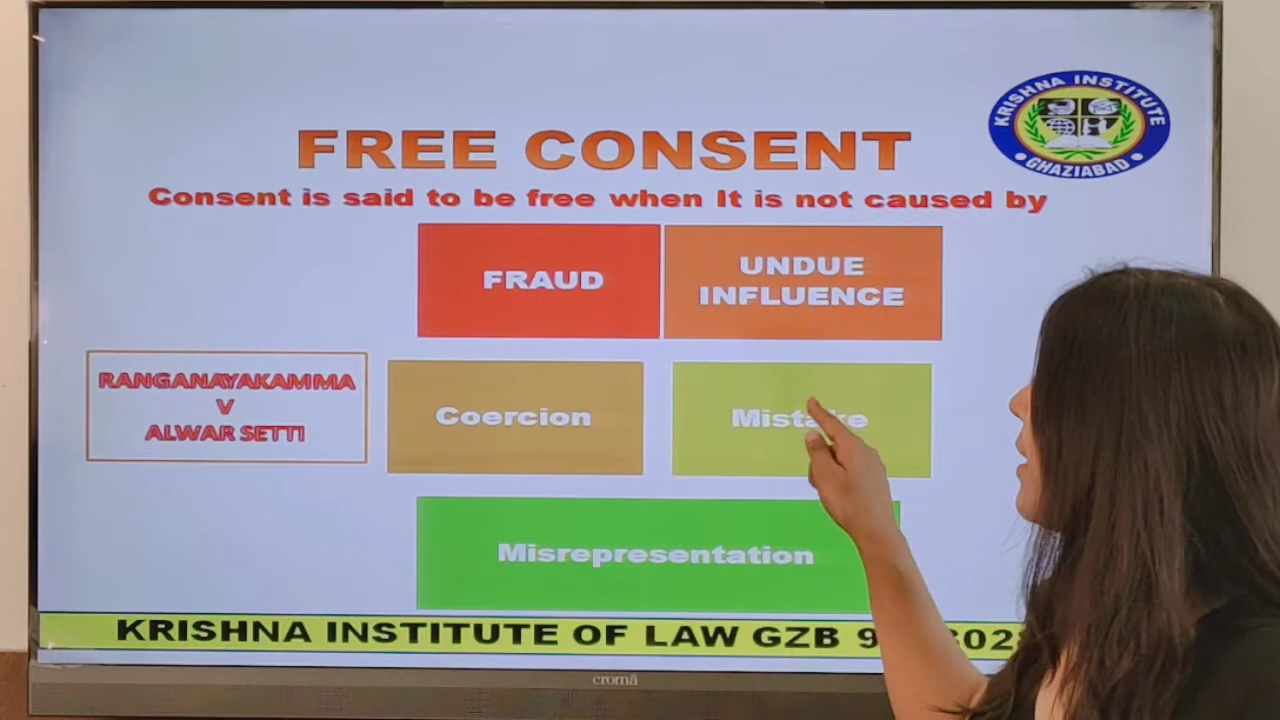 KRISHNA INSTITUTE
GHAZIABAD
FREE CONSENT
Consent is said to be free when It is not caused by
FRAUD
UNDUE
INFLUENCE
RANGANAYAKAMMA
V
ALWAR SETTI
Coercion
Mistake
Misrepresentation
KRISHNA INSTITUTE OF LAW GZB
croma